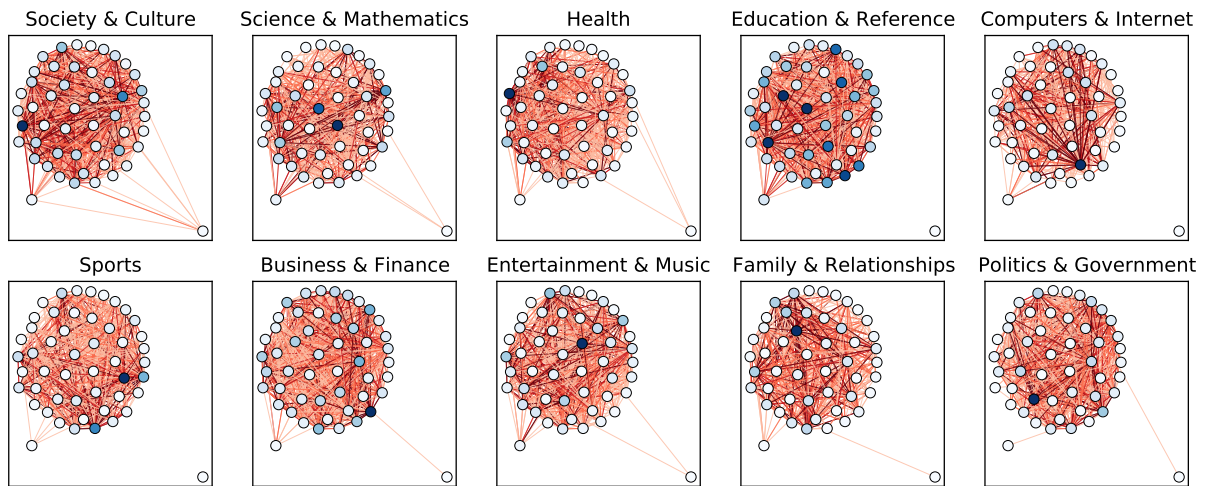 Society & Culture
Science & Mathematics
Health
Education & Reference
Computers & Internet
Sports
Business & Finance
Entertainment & Music
Family & Relationships
Politics & Government